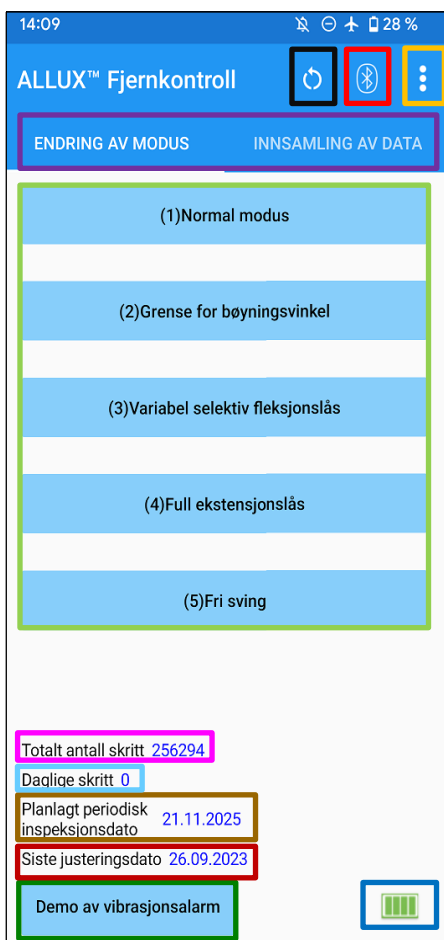 14:09 28 %
ALLUX™ Fjernkontroll
ENDRING AV MODUS INNSAMLING AV DATA
(1)Normal modus
(2)Grense for bøyningsvinkel
(3)Variabel selektiv fleksjonslås
(4)Full ekstensjonslås
(5)Fri sving
Totalt antall skritt 256294
Daglige skritt 0
Planlagt periodisk
inspeksjonsdato 21.11.2025
Siste justeringsdato 26.09.2023
Demo av vibrasjonsalarm